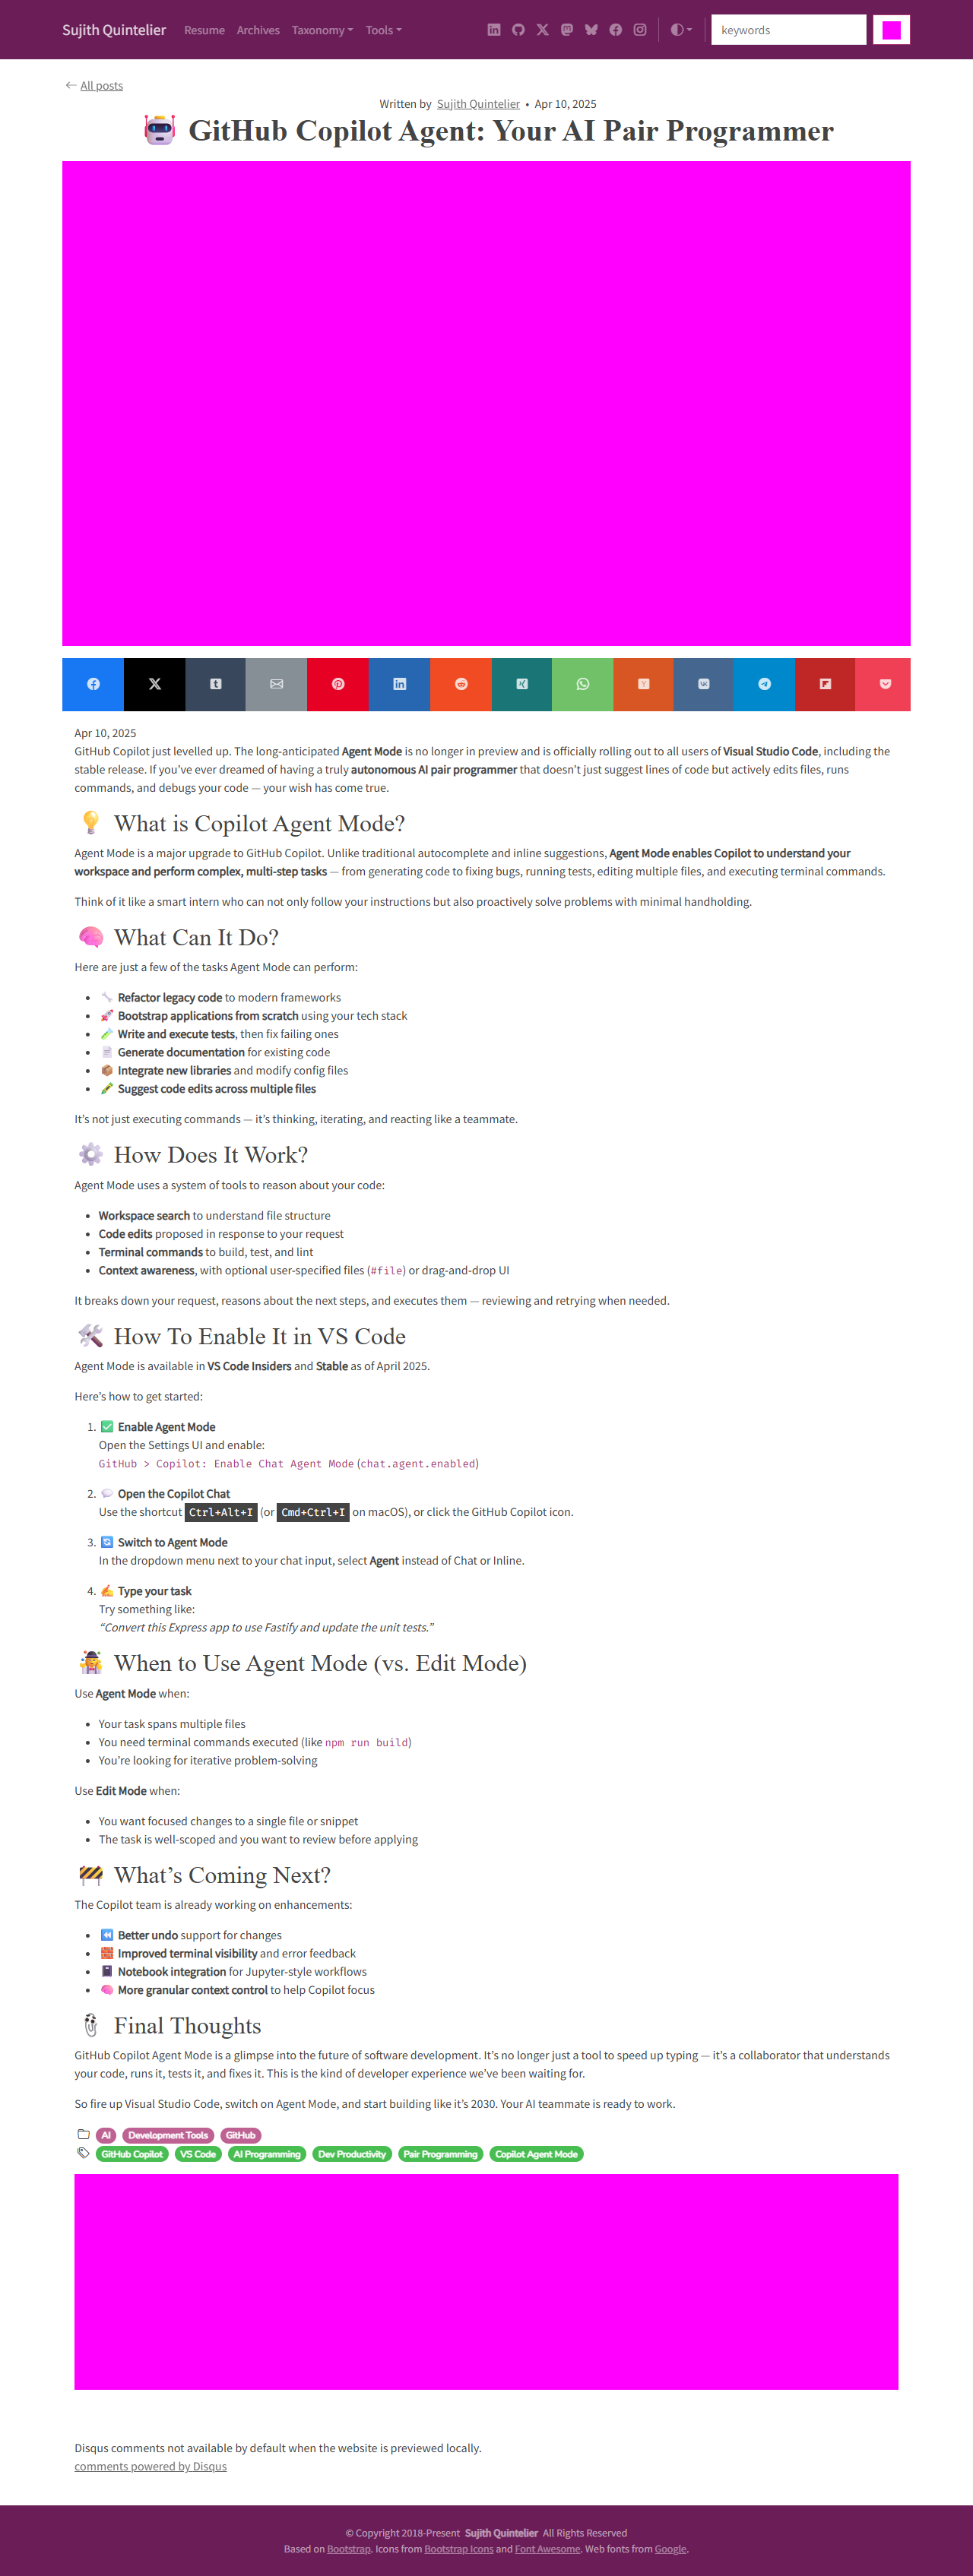 Sujith Quintelier Resume Archives Taxonomy Tools keywords
All posts
Written by Sujith Quintelier • Apr 10, 2025
GitHub Copilot Agent: Your AI Pair Programmer
Apr 10, 2025
GitHub Copilot just levelled up. The long-anticipated Agent Mode is no longer in preview and is officially rolling out to all users of Visual Studio Code, including the
stable release. If you’ve ever dreamed of having a truly autonomous AI pair programmer that doesn’t just suggest lines of code but actively edits files, runs
commands, and debugs your code — your wish has come true.
What is Copilot Agent Mode?
Agent Mode is a major upgrade to GitHub Copilot. Unlike traditional autocomplete and inline suggestions, Agent Mode enables Copilot to understand your
workspace and perform complex, multi-step tasks — from generating code to fixing bugs, running tests, editing multiple files, and executing terminal commands.
Think of it like a smart intern who can not only follow your instructions but also proactively solve problems with minimal handholding.
What Can It Do?
Here are just a few of the tasks Agent Mode can perform:
• Refactor legacy code to modern frameworks
• Bootstrap applications from scratch using your tech stack
• Write and execute tests, then fix failing ones
• Generate documentation for existing code
• Integrate new libraries and modify config files
• Suggest code edits across multiple files
It’s not just executing commands — it’s thinking, iterating, and reacting like a teammate.
How Does It Work?
Agent Mode uses a system of tools to reason about your code:
• Workspace search to understand file structure
• Code edits proposed in response to your request
• Terminal commands to build, test, and lint
• Context awareness, with optional user-specified files (#file) or drag-and-drop UI
It breaks down your request, reasons about the next steps, and executes them — reviewing and retrying when needed.
How To Enable It in VS Code
Agent Mode is available in VS Code Insiders and Stable as of April 2025.
Here’s how to get started:
1. Enable Agent Mode
Open the Settings UI and enable:
GitHub > Copilot: Enable Chat Agent Mode (chat.agent.enabled)
2. Open the Copilot Chat
Use the shortcut Ctrl+Alt+I (or Cmd+Ctrl+I on macOS), or click the GitHub Copilot icon.
3. Switch to Agent Mode
In the dropdown menu next to your chat input, select Agent instead of Chat or Inline.
4. Type your task
Try something like:
“Convert this Express app to use Fastify and update the unit tests.”
When to Use Agent Mode (vs. Edit Mode)
Use Agent Mode when:
• Your task spans multiple files
• You need terminal commands executed (like npm run build)
• You’re looking for iterative problem-solving
Use Edit Mode when:
• You want focused changes to a single file or snippet
• The task is well-scoped and you want to review before applying
What’s Coming Next?
The Copilot team is already working on enhancements:
• Better undo support for changes
• Improved terminal visibility and error feedback
• Notebook integration for Jupyter-style workflows
• More granular context control to help Copilot focus
Final Thoughts
GitHub Copilot Agent Mode is a glimpse into the future of software development. It’s no longer just a tool to speed up typing — it’s a collaborator that understands
your code, runs it, tests it, and fixes it. This is the kind of developer experience we’ve been waiting for.
So fire up Visual Studio Code, switch on Agent Mode, and start building like it’s 2030. Your AI teammate is ready to work.
AI Development Tools GitHub
GitHub Copilot VS Code AI Programming Dev Productivity Pair Programming Copilot Agent Mode
Disqus comments not available by default when the website is previewed locally.
comments powered by Disqus
© Copyright 2018-Present Sujith Quintelier All Rights Reserved
Based on Bootstrap. Icons from Bootstrap Icons and Font Awesome. Web fonts from Google.